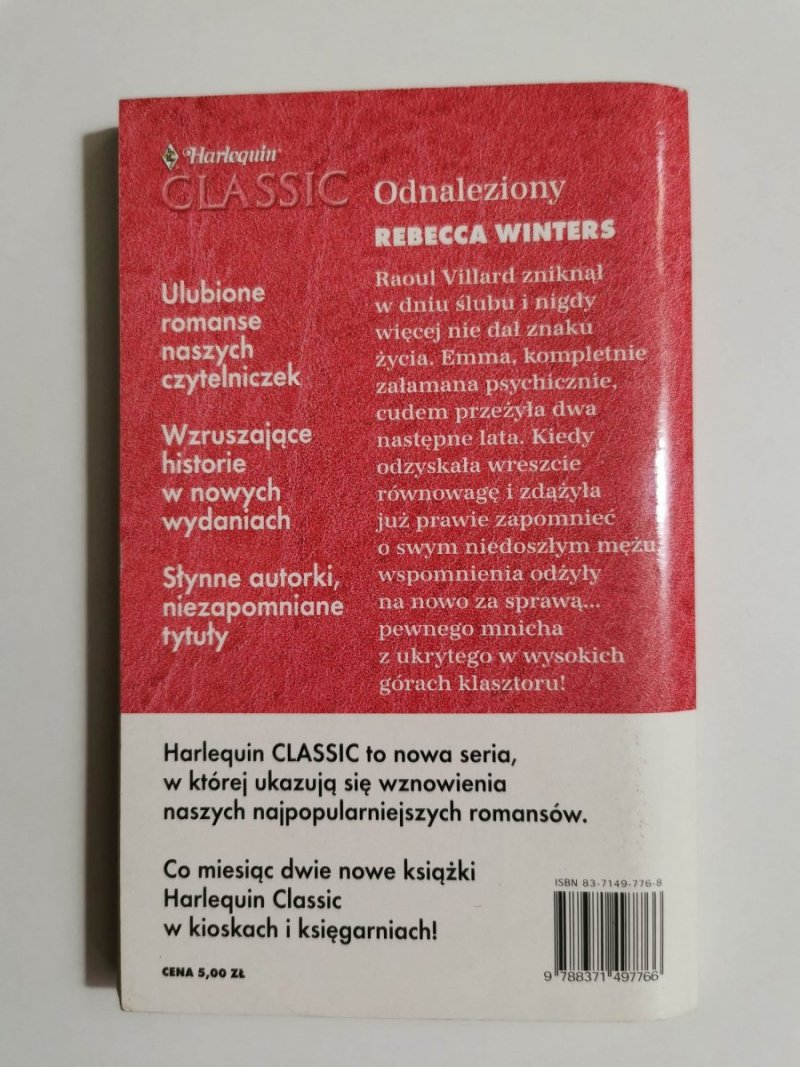 Harlequin
CLASSIC
Ulubione
romanse
naszych
czytelniczek
Wzruszające
historie
w nowych
wydaniach
Słynne autorki,
niezapomniane
tytuły
Odnaleziony
REBECCA WINTERS
Raoul Villard zniknął
w dniu ślubu i nigdy
więcej nie dał znaku
życia. Emma, kompletnie
załamana psychicznie,
cudem przeżyła dwa
następne lata. Kiedy
odzyskała wreszcie
równowagę i zdążyła
już prawie zapomnieć
o swym niedoszłym mężu,
wspomnienia odżyły
na nowo za sprawą...
pewnego mnicha
z ukrytego w wysokich
górach klasztoru!
Harlequin CLASSIC to nowa seria,
w której ukazują się wznowienia
naszych najpopularniejszych romansów.
Co miesiąc dwie nowe książki
Harlequin Classic
w kioskach i księgarniach!
CENA 5,00 ZŁ
ISBN 83-7149-776-8
9 788371 497766